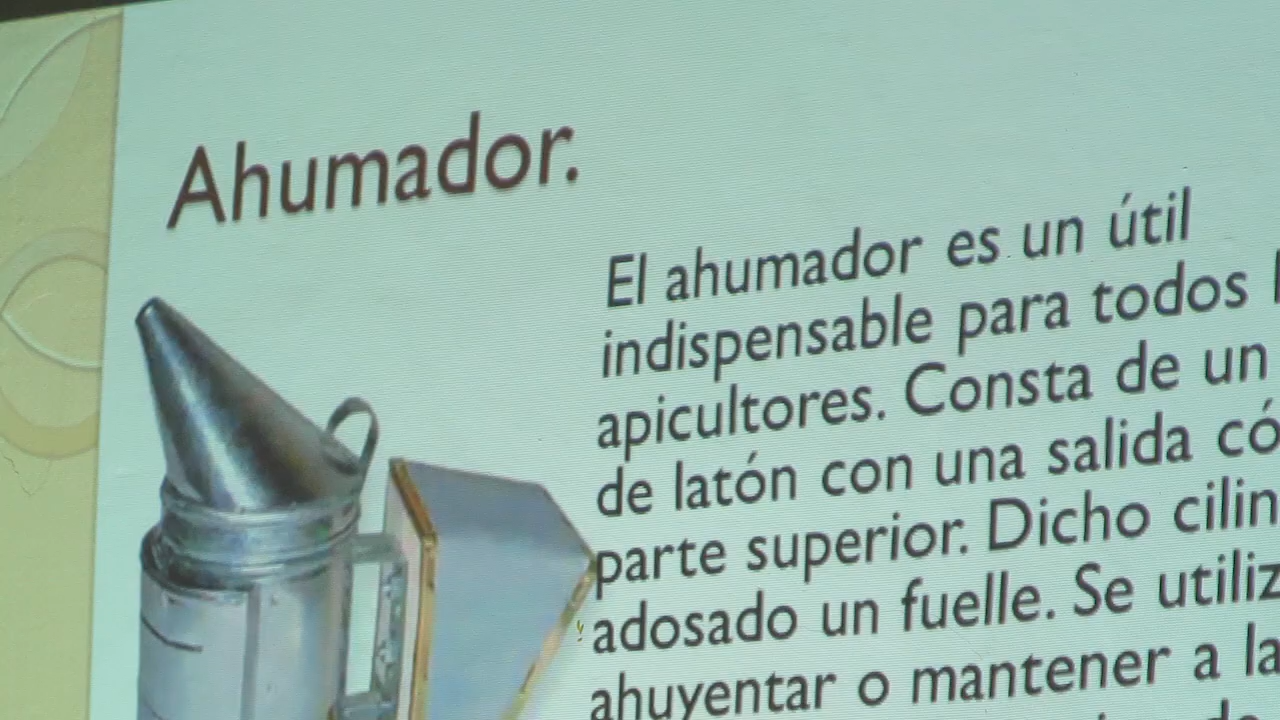 Ahumador.
El ahumador es un útil
indispensable para todos
apicultores. Consta de un
de latón con una salida
parte superior. Dicho
adosado un fuelle. Se
ahuyentar o mantener a la